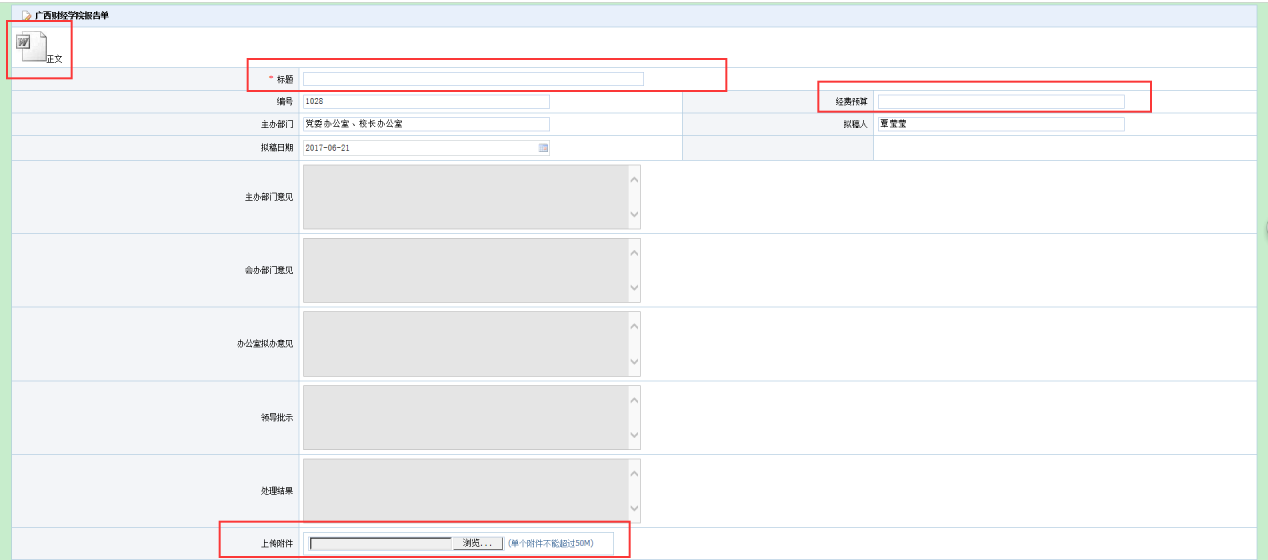 广西财经学院报告单
正文
* 标题
编号 1028 经费预算
主办部门 党委办公室、校长办公室 拟稿人 覃莹莹
拟稿日期 2017-06-21
主办部门意见
会办部门意见
办公室拟办意见
领导批示
处理结果
上传附件 浏览... (单个附件不能超过50M)